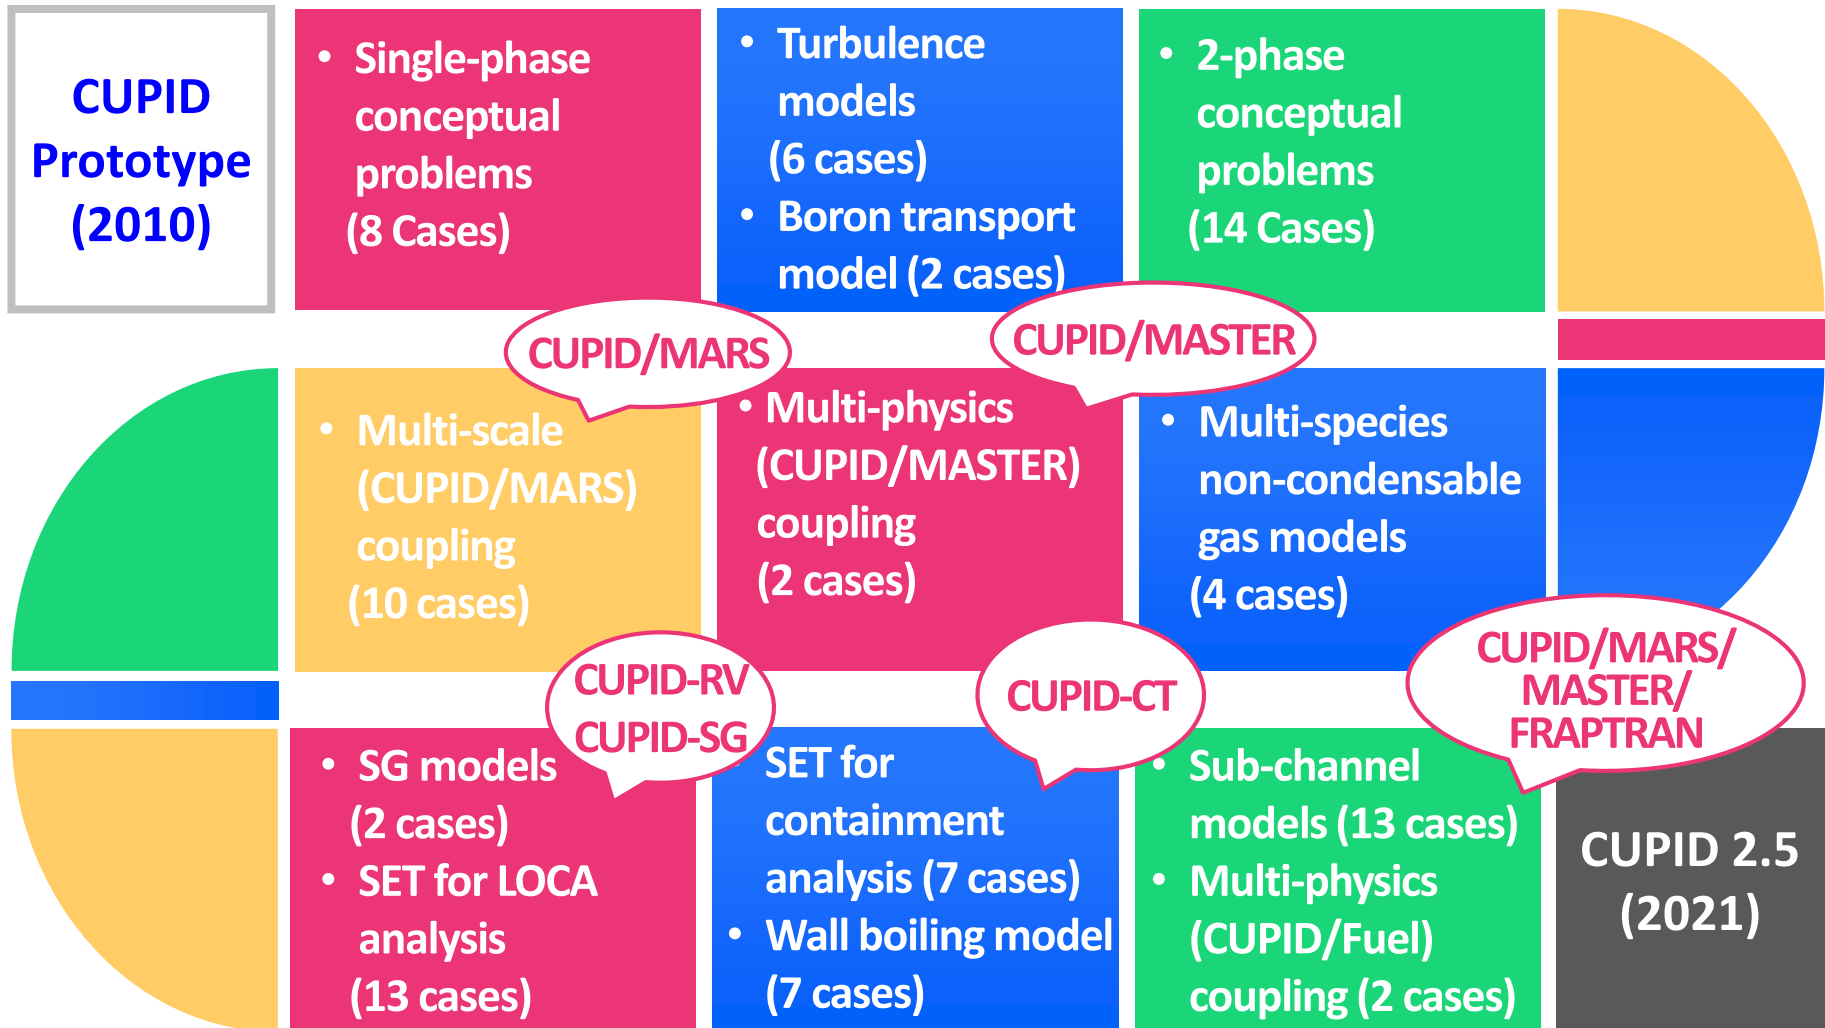 CUPID
Prototype
(2010)
• Single-phase
conceptual
problems
(8 Cases)
• Turbulence
models
(6 cases)
• Boron transport
model (2 cases)
• 2-phase
conceptual
problems
(14 Cases)
CUPID/MARS
CUPID/MASTER
• Multi-scale
(CUPID/MARS)
coupling
(10 cases)
• Multi-physics
(CUPID/MASTER)
coupling
(2 cases)
• Multi-species
non-condensable
gas models
(4 cases)
CUPID-RV
CUPID-SG
CUPID-CT
CUPID/MARS/
MASTER/
FRAPTRAN
• SG models
(2 cases)
• SET for LOCA
analysis
(13 cases)
• SET for
containment
analysis (7 cases)
• Wall boiling model
(7 cases)
• Sub-channel
models (13 cases)
• Multi-physics
(CUPID/Fuel)
coupling (2 cases)
CUPID 2.5
(2021)